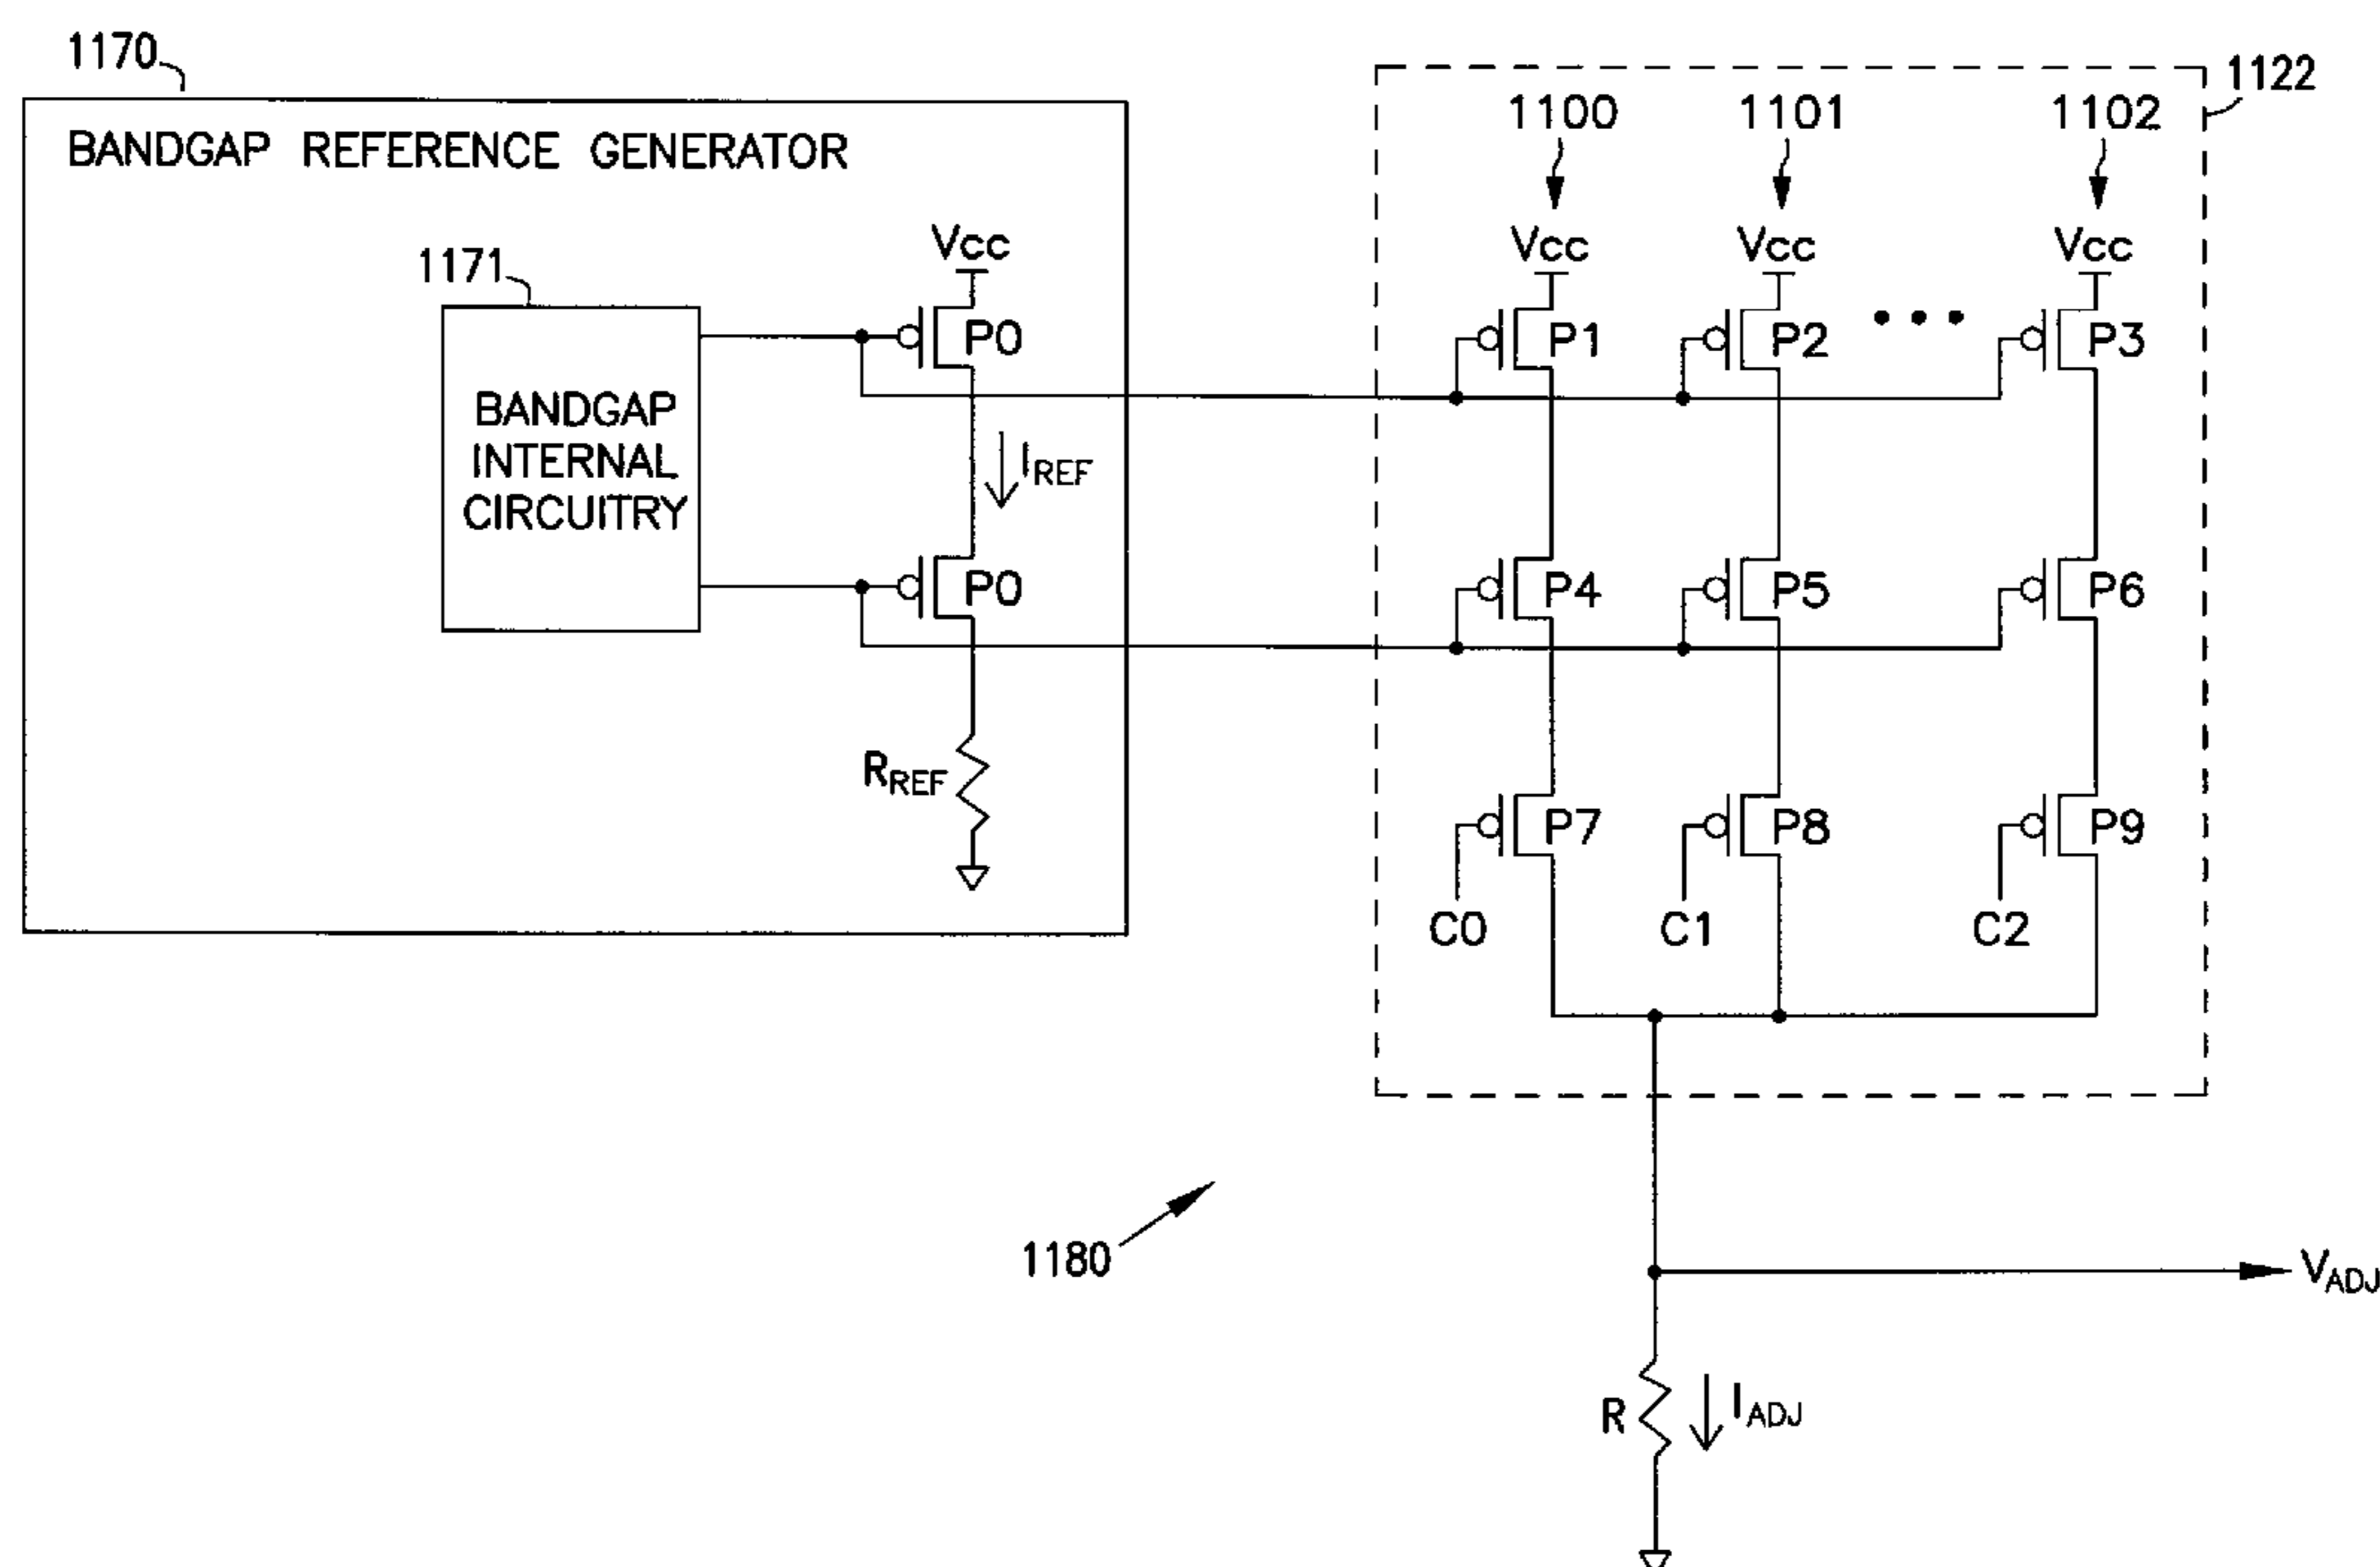 1170
BANDGAP REFERENCE GENERATOR
1171
BANDGAP
INTERNAL
CIRCUITRY
Vcc
P0
IREF
P0
RREF
1122
1100 1101 1102
Vcc Vcc Vcc
P1 P2 P3
P4 P5 P6
P7 P8 P9
C0 C1 C2
1180
VADJ
R IADJ